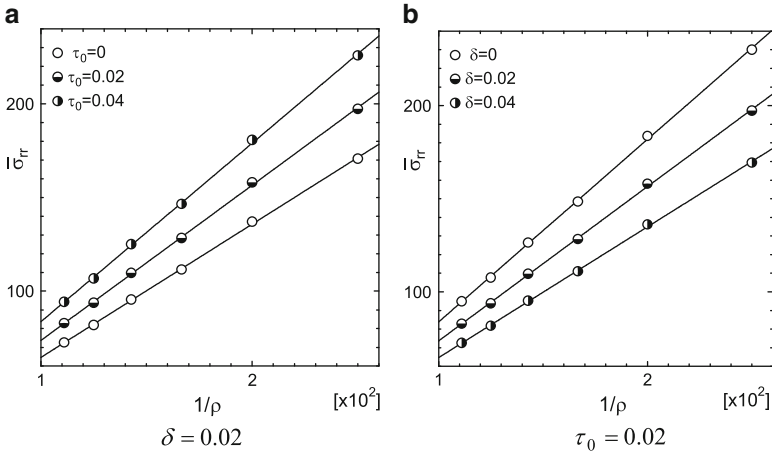 a
τ₀=0
τ₀=0.02
τ₀=0.04
200
100
σ̅rr
1
2
1/ρ
[x10²]
δ = 0.02
b
δ=0
δ=0.02
δ=0.04
200
100
σ̅rr
1
2
1/ρ
[x10²]
τ₀ = 0.02